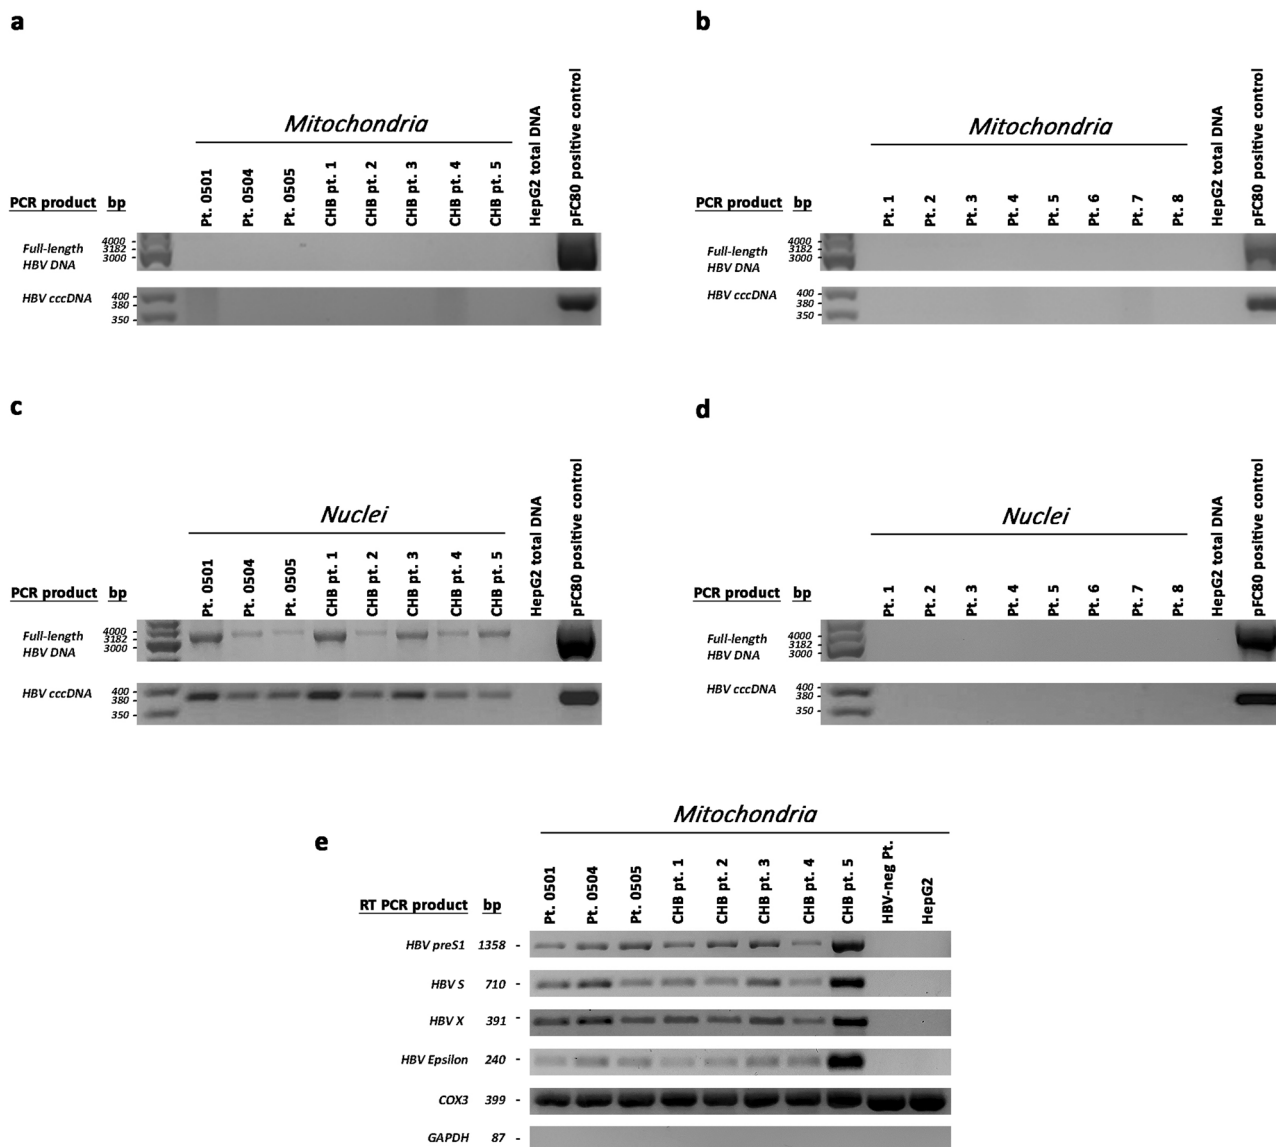 a
Mitochondria
Pt. 0501
Pt. 0504
Pt. 0505
CHB pt. 1
CHB pt. 2
CHB pt. 3
CHB pt. 4
CHB pt. 5
HepG2 total DNA
pFC80 positive control
PCR product bp
Full-length HBV DNA
4000 -
3182 -
3000 -
HBV cccDNA
400 -
380 -
350 -
b
Mitochondria
Pt. 1
Pt. 2
Pt. 3
Pt. 4
Pt. 5
Pt. 6
Pt. 7
Pt. 8
HepG2 total DNA
pFC80 positive control
PCR product bp
Full-length HBV DNA
4000 -
3182 -
3000 -
HBV cccDNA
400 -
380 -
350 -
c
Nuclei
Pt. 0501
Pt. 0504
Pt. 0505
CHB pt. 1
CHB pt. 2
CHB pt. 3
CHB pt. 4
CHB pt. 5
HepG2 total DNA
pFC80 positive control
PCR product bp
Full-length HBV DNA
4000 -
3182 -
3000 -
HBV cccDNA
400 -
380 -
350 -
d
Nuclei
Pt. 1
Pt. 2
Pt. 3
Pt. 4
Pt. 5
Pt. 6
Pt. 7
Pt. 8
HepG2 total DNA
pFC80 positive control
PCR product bp
Full-length HBV DNA
4000 -
3182 -
3000 -
HBV cccDNA
400 -
380 -
350 -
e
Mitochondria
Pt. 0501
Pt. 0504
Pt. 0505
CHB pt. 1
CHB pt. 2
CHB pt. 3
CHB pt. 4
CHB pt. 5
HBV-neg Pt.
HepG2
RT PCR product bp
HBV preS1 1358 -
HBV S 710 -
HBV X 391 -
HBV Epsilon 240 -
COX3 399 -
GAPDH 87 -